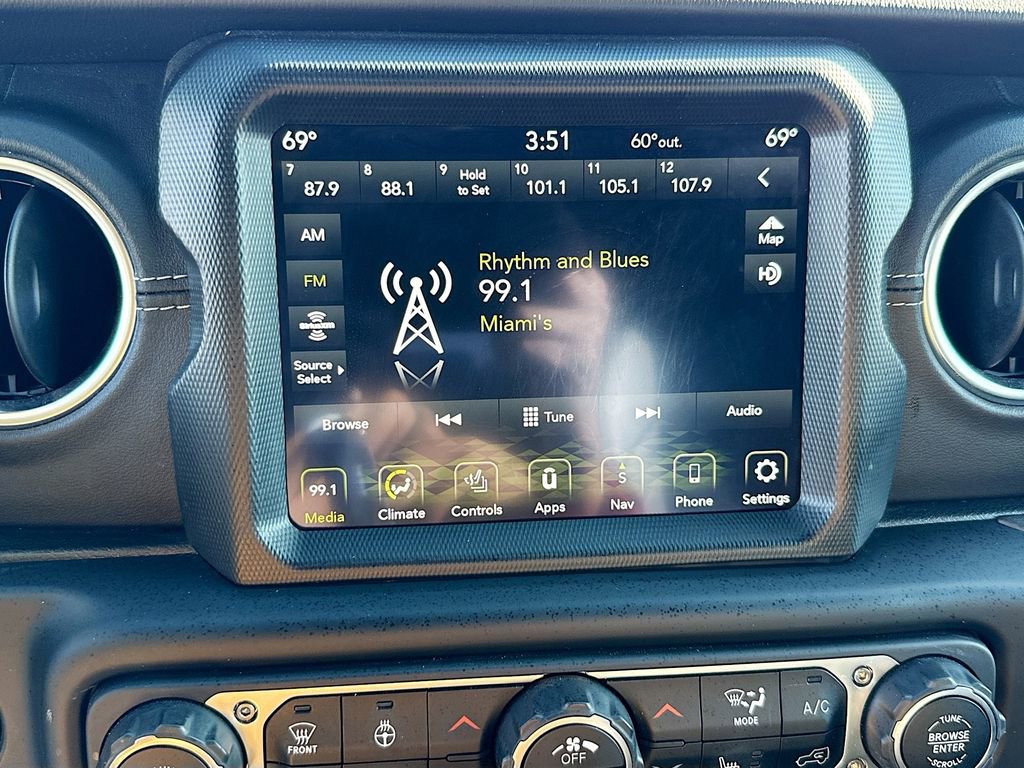 69° 3:51 60°out. 69°
7 8 9 Hold 10 11 12
87.9 88.1 to Set 101.1 105.1 107.9
AM
Map
FM
HD
Rhythm and Blues
99.1
Miami's
SiriusXM
Source
Select
Browse Tune Audio
99.1 S
Media Climate Controls Apps Nav Phone Settings
FRONT
MODE
A/C
OFF
TUNE
BROWSE
ENTER
SCROLL